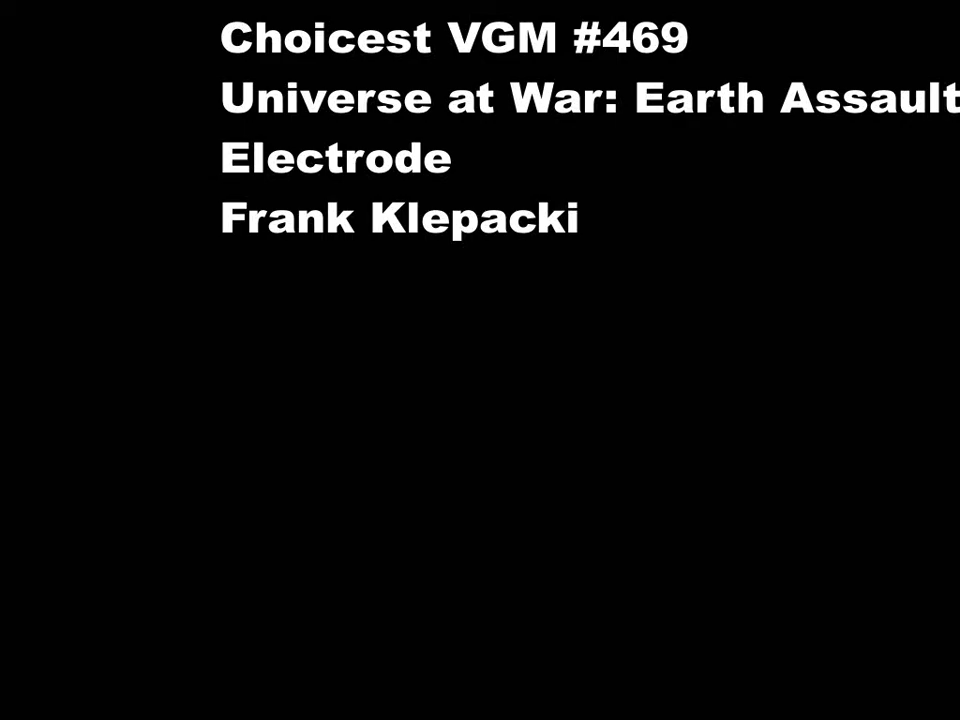 Choicest VGM #469
Universe at War: Earth Assault
Electrode
Frank Klepacki